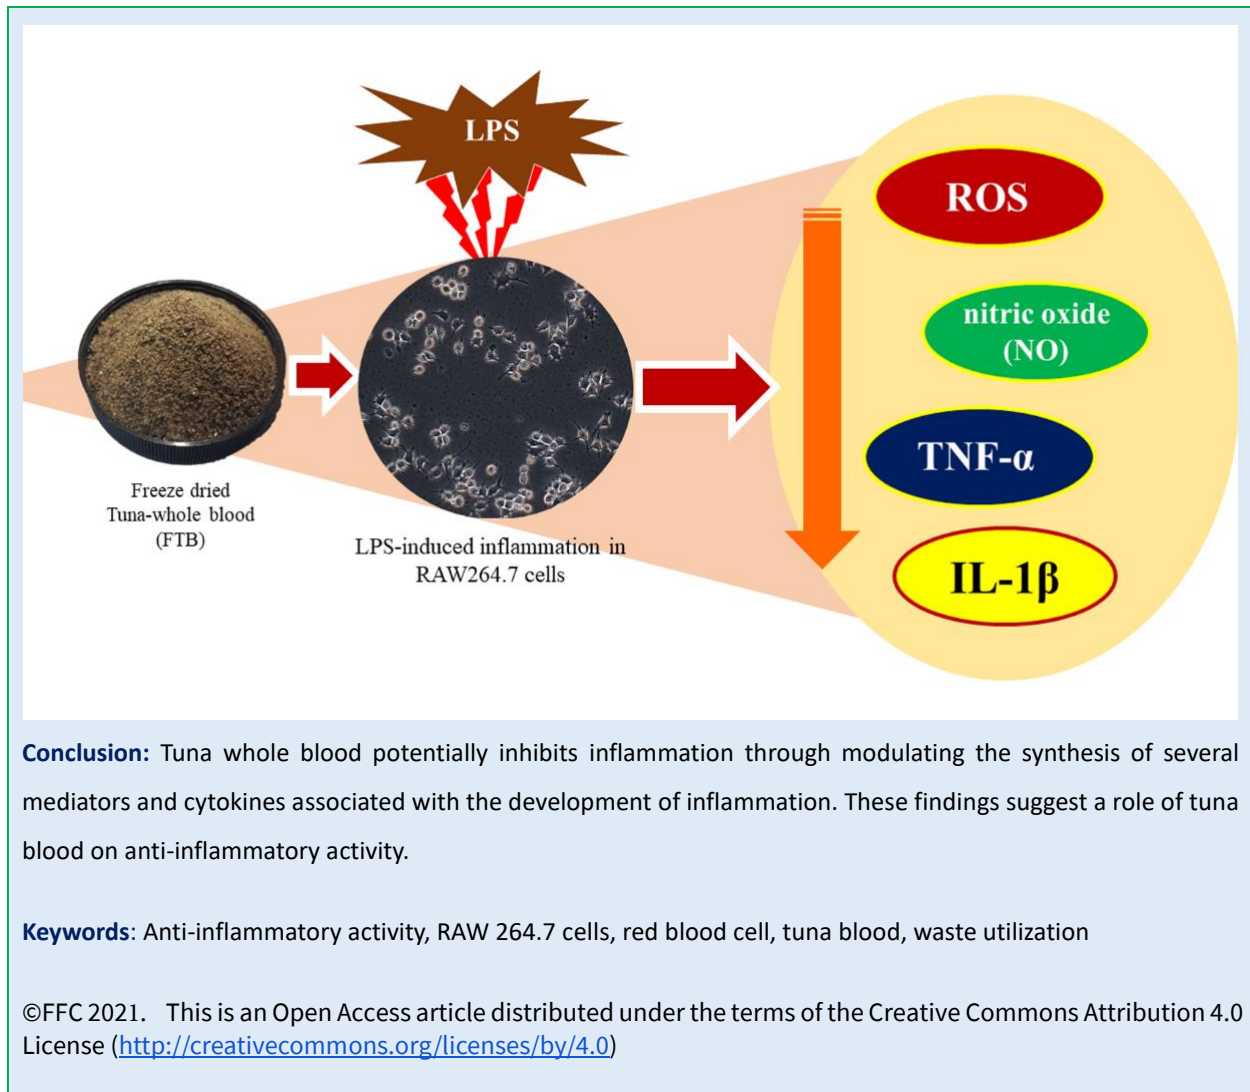 LPS
ROS
nitric oxide
(NO)
TNF-α
IL-1β
Freeze dried
Tuna-whole blood
(FTB)
LPS-induced inflammation in
RAW264.7 cells
Conclusion: Tuna whole blood potentially inhibits inflammation through modulating the synthesis of several
mediators and cytokines associated with the development of inflammation. These findings suggest a role of tuna
blood on anti-inflammatory activity.
Keywords: Anti-inflammatory activity, RAW 264.7 cells, red blood cell, tuna blood, waste utilization
©FFC 2021. This is an Open Access article distributed under the terms of the Creative Commons Attribution 4.0
License (http://creativecommons.org/licenses/by/4.0)